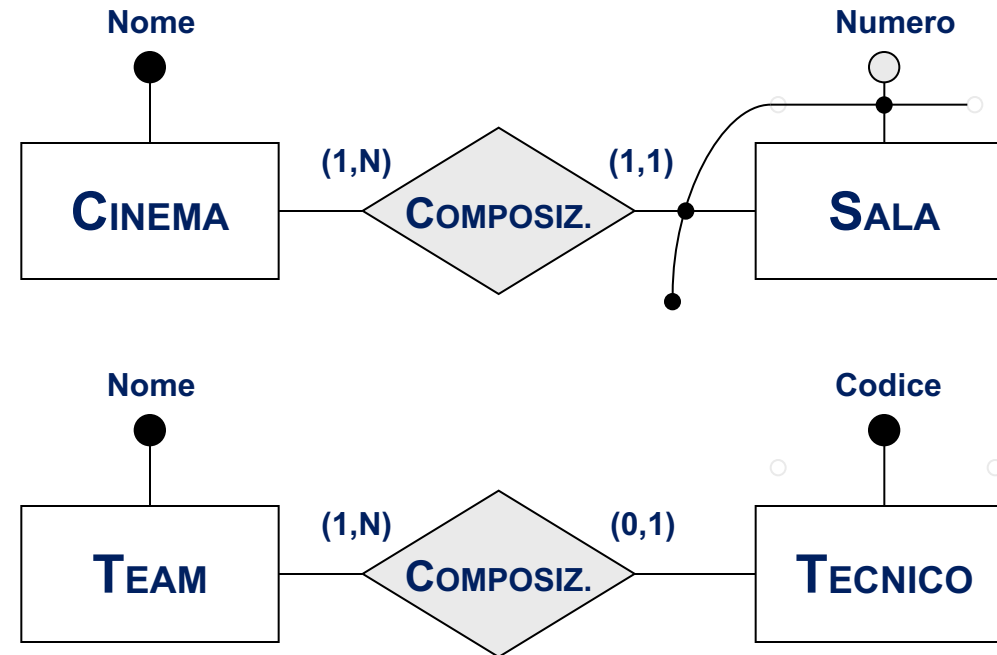 Nome Numero
(1,N) (1,1)
CINEMA COMPOSIZ. SALA
Nome Codice
(1,N) (0,1)
TEAM COMPOSIZ. TECNICO